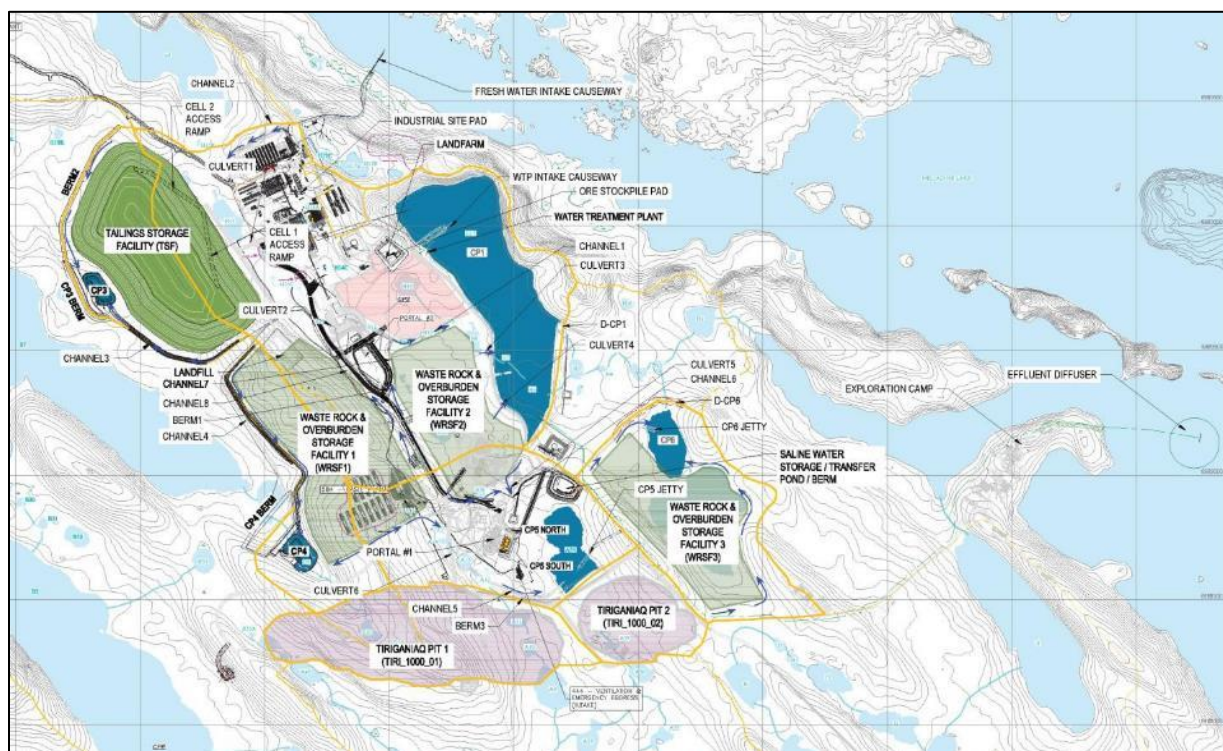 CHANNEL2
FRESH WATER INTAKE CAUSEWAY
CELL 2
ACCESS
RAMP
INDUSTRIAL SITE PAD
LANDFARM
CULVERT1
WTP INTAKE CAUSEWAY
ORE STOCKPILE PAD
WATER TREATMENT PLANT
BERM2
TAILINGS STORAGE
FACILITY (TSF)
CELL 1
ACCESS
RAMP
CP1
CHANNEL1
CULVERT3
CP3
CP3 BERM
CULVERT2
PORTAL #2
D-CP1
CULVERT4
CHANNEL3
LANDFILL
CHANNEL7
CHANNEL8
BERM1
CHANNEL4
WASTE ROCK &
OVERBURDEN
STORAGE
FACILITY 2
(WRSF2)
CULVERT5
CHANNEL6
D-CP6
CP6 JETTY
EXPLORATION CAMP
EFFLUENT DIFFUSER
WASTE ROCK &
OVERBURDEN
STORAGE
FACILITY 1
(WRSF1)
CP6
SALINE WATER
STORAGE / TRANSFER
POND / BERM
CP5 JETTY
WASTE ROCK &
OVERBURDEN
STORAGE
FACILITY 3
(WRSF3)
CP4 BERM
CP4
PORTAL #1
CP5 NORTH
CP5 SOUTH
CULVERT6
CHANNEL5
BERM3
TIRIGANIAQ PIT 2
(TIRI_1000_02)
TIRIGANIAQ PIT 1
(TIRI_1000_01)